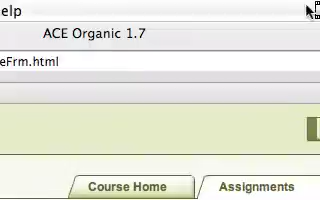 elp
ACE Organic 1.7
eFrm.html
Course Home
Assignments